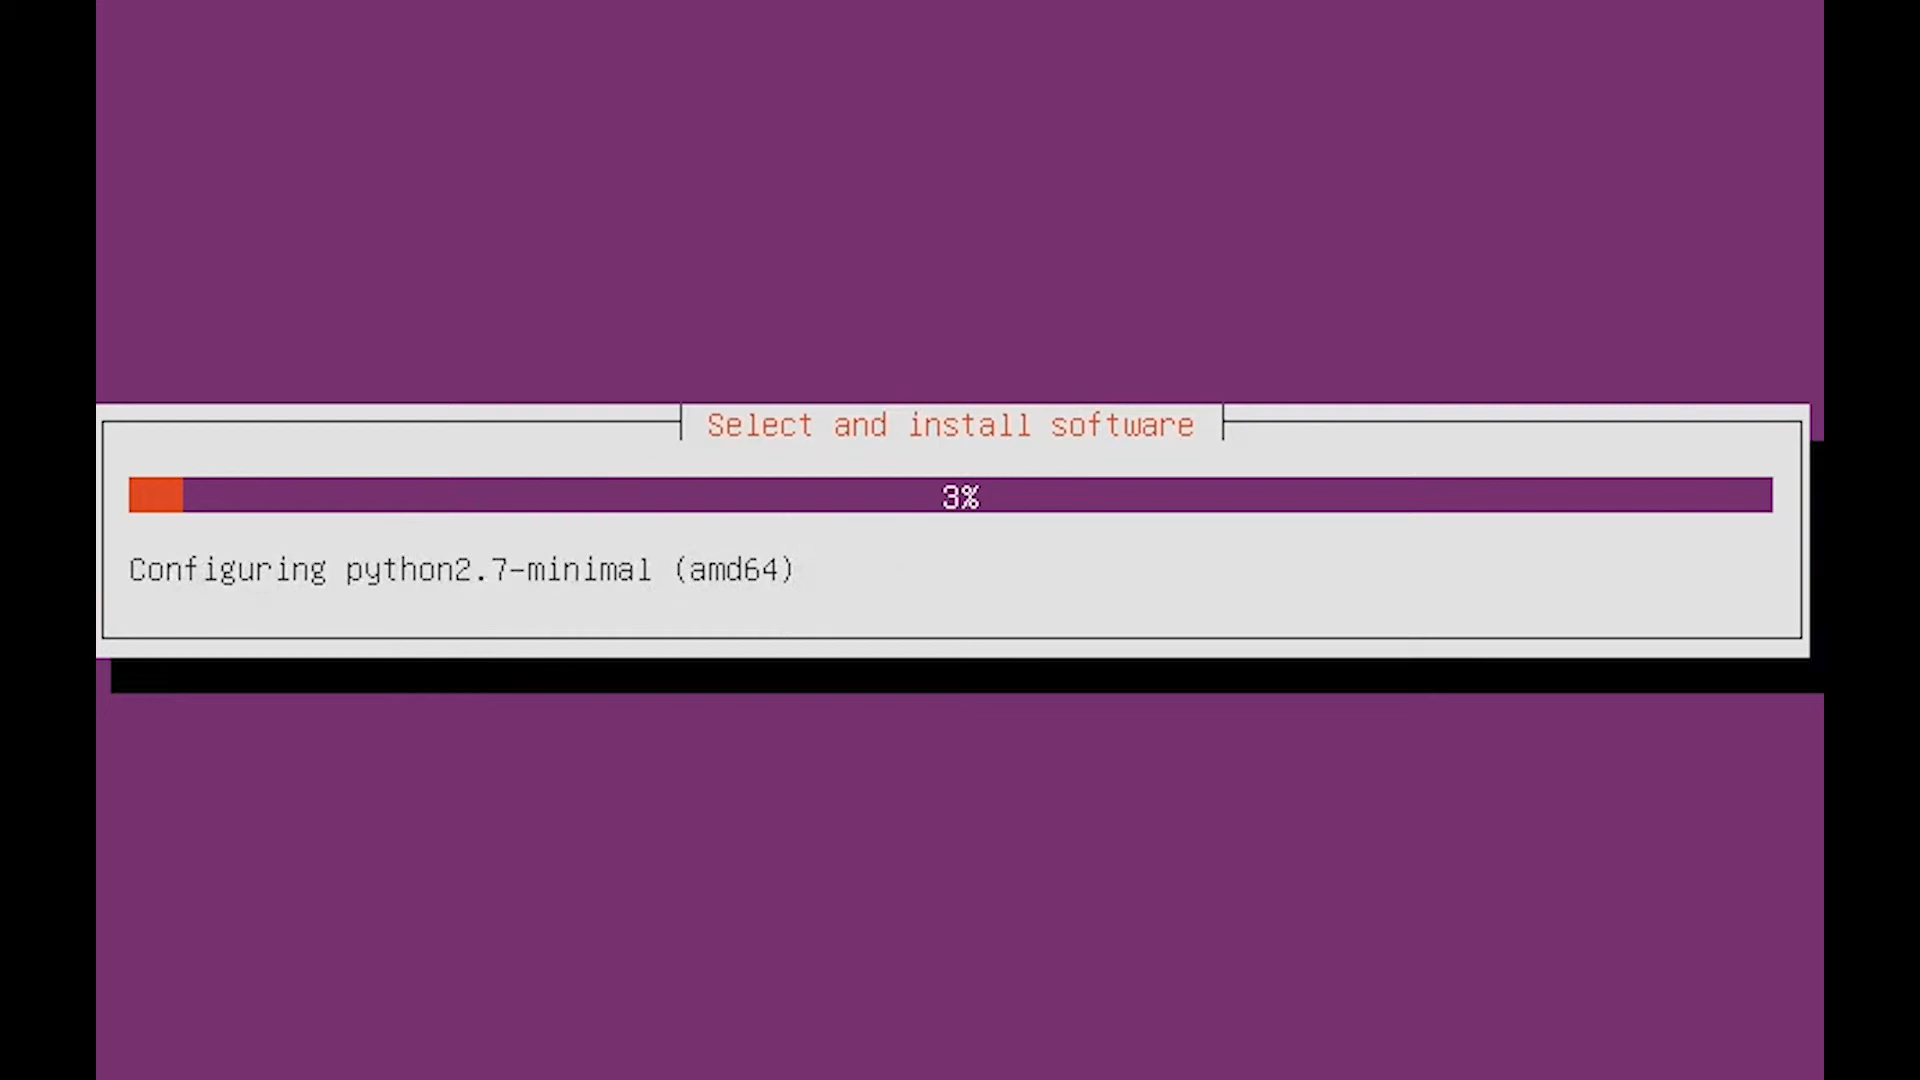 Select and install software
3%
Configuring python2.7-minimal (amd64)